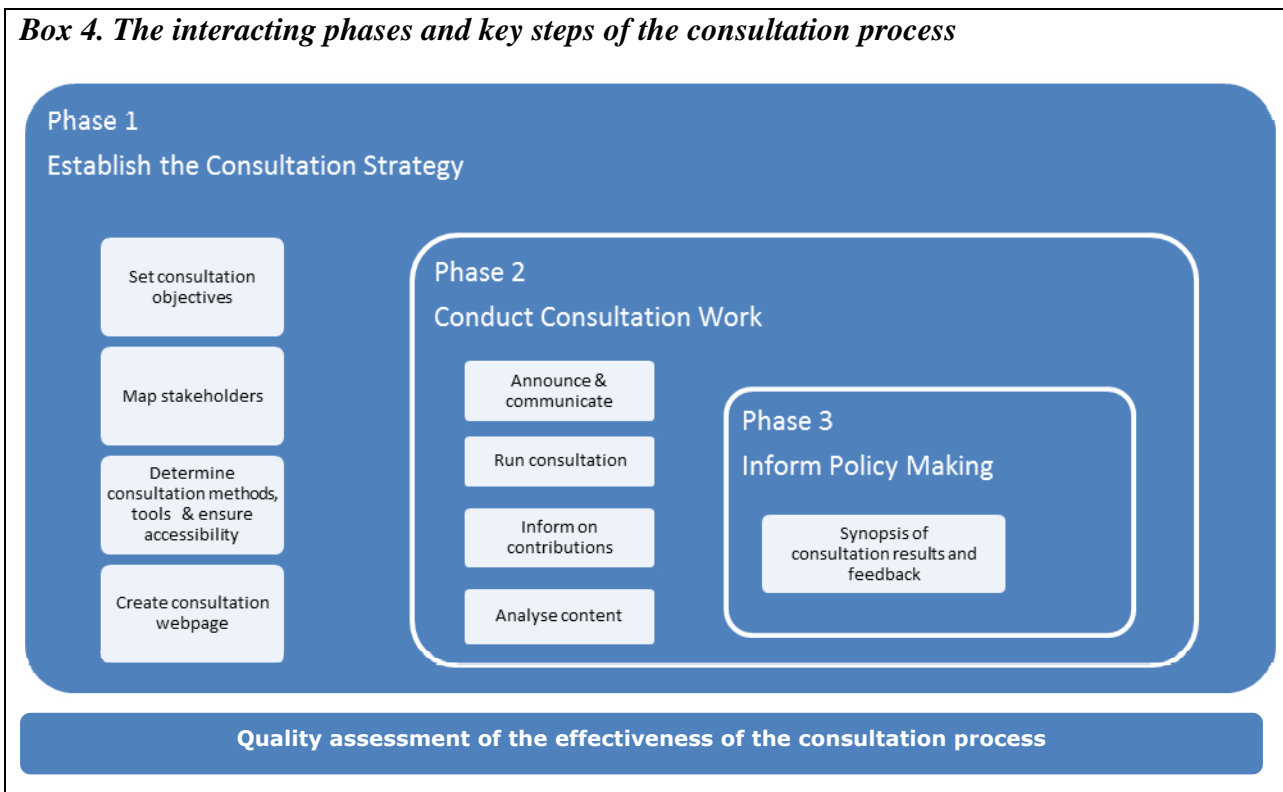 Box 4. The interacting phases and key steps of the consultation process
Phase 1
Establish the Consultation Strategy
Set consultation
objectives
Map stakeholders
Determine
consultation methods,
tools & ensure
accessibility
Create consultation
webpage
Phase 2
Conduct Consultation Work
Announce &
communicate
Run consultation
Inform on
contributions
Analyse content
Phase 3
Inform Policy Making
Synopsis of
consultation results and
feedback
Quality assessment of the effectiveness of the consultation process